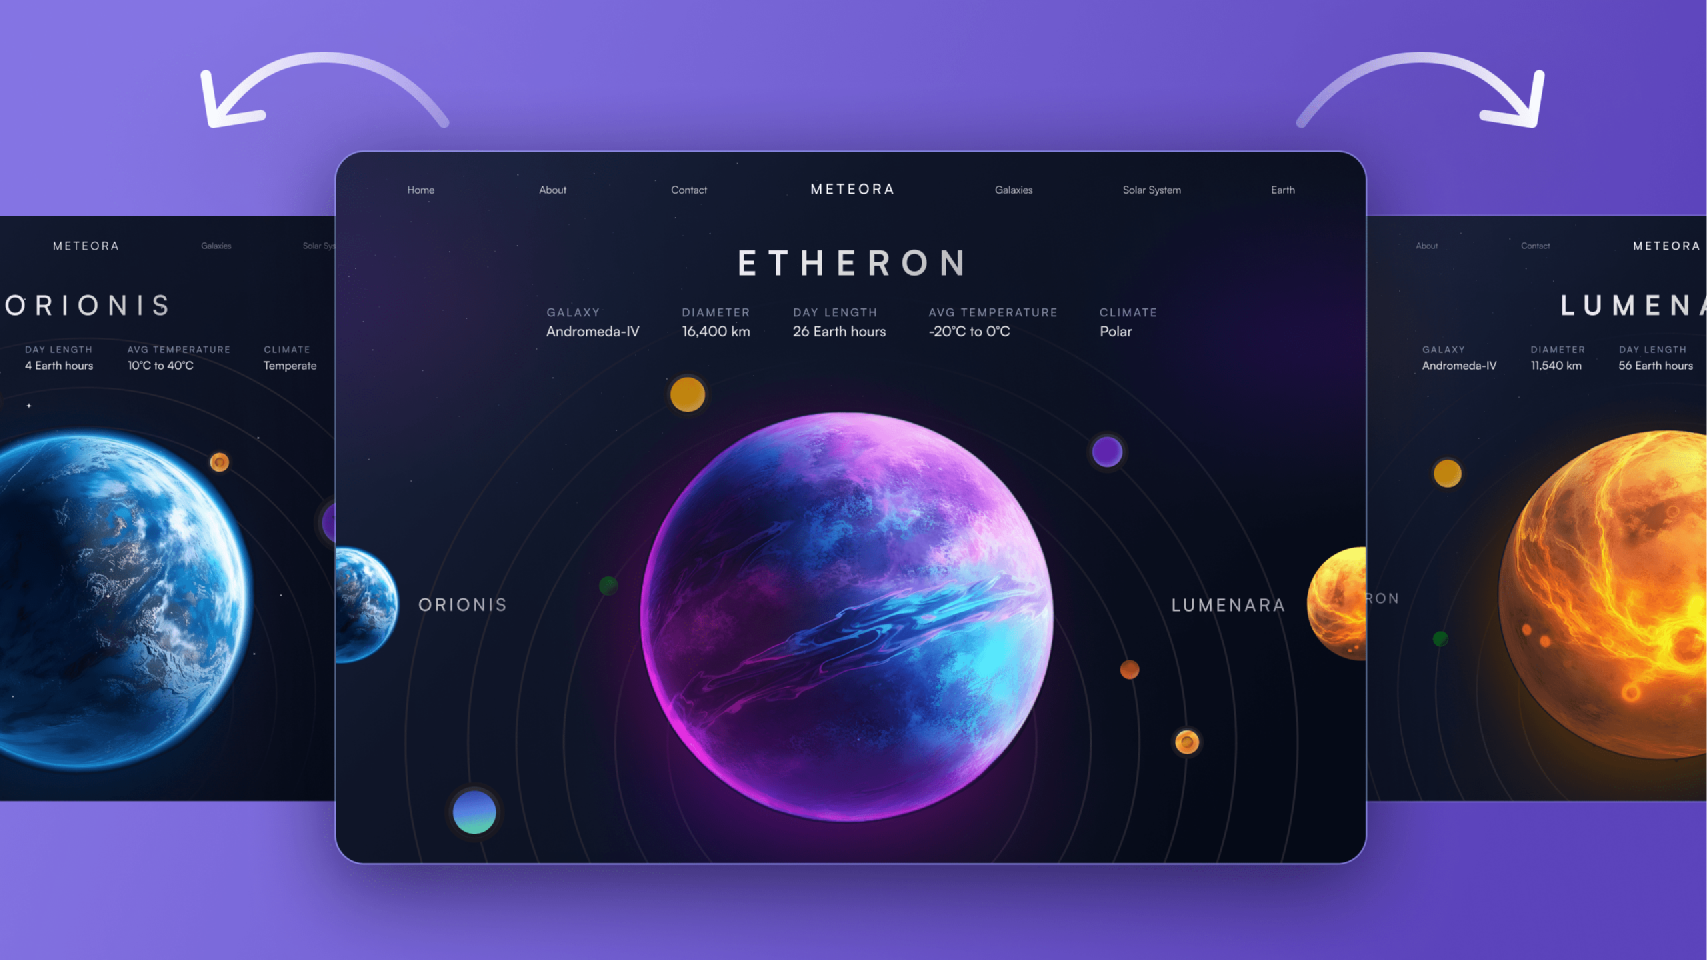 Home About Contact METEORA Galaxies Solar System Earth
ETHERON
GALAXY DIAMETER DAY LENGTH AVG TEMPERATURE CLIMATE
Andromeda-IV 16,400 km 26 Earth hours -20°C to 0°C Polar
ORIONIS
LUMENARA
METEORA Galaxies Solar Sys
ORIONIS
DAY LENGTH AVG TEMPERATURE CLIMATE
4 Earth hours 10°C to 40°C Temperate
About Contact METEORA
LUMENA
GALAXY DIAMETER DAY LENGTH
Andromeda-IV 11,540 km 56 Earth hours
RON